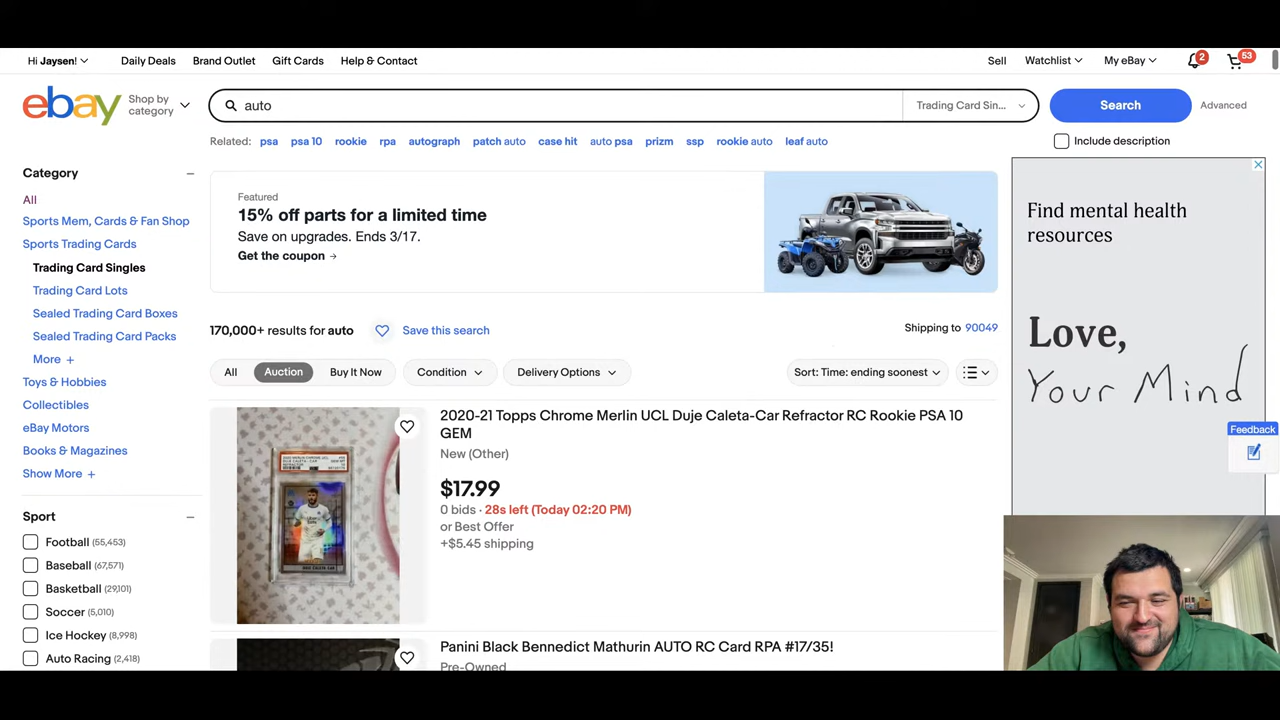 Hi Jaysen!
Daily Deals
Brand Outlet
Gift Cards
Help & Contact
Sell
Watchlist
My eBay
2
53
ebay
Shop by
category
auto
Trading Card Sin...
Search
Advanced
Related: psa psa 10 rookie rpa autograph patch auto case hit auto psa prizm ssp rookie auto leaf auto
Include description
Category
All
Sports Mem, Cards & Fan Shop
Sports Trading Cards
Trading Card Singles
Trading Card Lots
Sealed Trading Card Boxes
Sealed Trading Card Packs
More +
Toys & Hobbies
Collectibles
eBay Motors
Books & Magazines
Show More +
Sport
Football (55,453)
Baseball (67,571)
Basketball (29,101)
Soccer (5,010)
Ice Hockey (8,998)
Auto Racing (2,418)
Featured
15% off parts for a limited time
Save on upgrades. Ends 3/17.
Get the coupon →
170,000+ results for auto
Save this search
Shipping to 90049
All
Auction
Buy It Now
Condition
Delivery Options
Sort: Time: ending soonest
2020-21 Topps Chrome Merlin UCL Duje Caleta-Car Refractor RC Rookie PSA 10
GEM
New (Other)
$17.99
0 bids · 28s left (Today 02:20 PM)
or Best Offer
+$5.45 shipping
Panini Black Bennedict Mathurin AUTO RC Card RPA #17/35!
Pre-Owned
Find mental health
resources
Love,
Your Mind
Feedback